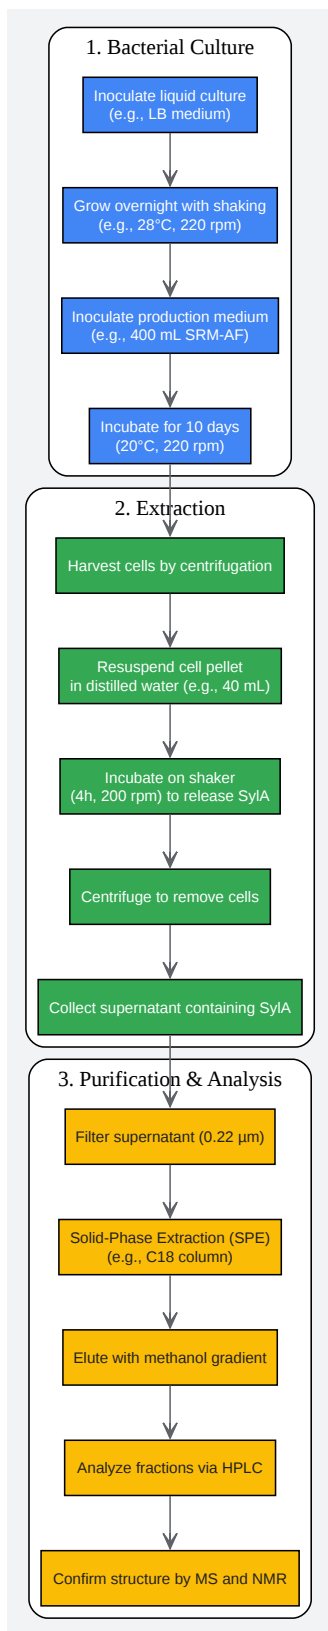 1. Bacterial Culture
Inoculate liquid culture
(e.g., LB medium)
Grow overnight with shaking
(e.g., 28°C, 220 rpm)
Inoculate production medium
(e.g., 400 mL SRM-AF)
Incubate for 10 days
(20°C, 220 rpm)
2. Extraction
Harvest cells by centrifugation
Resuspend cell pellet
in distilled water (e.g., 40 mL)
Incubate on shaker
(4h, 200 rpm) to release SylA
Centrifuge to remove cells
Collect supernatant containing SylA
3. Purification & Analysis
Filter supernatant (0.22 µm)
Solid-Phase Extraction (SPE)
(e.g., C18 column)
Elute with methanol gradient
Analyze fractions via HPLC
Confirm structure by MS and NMR